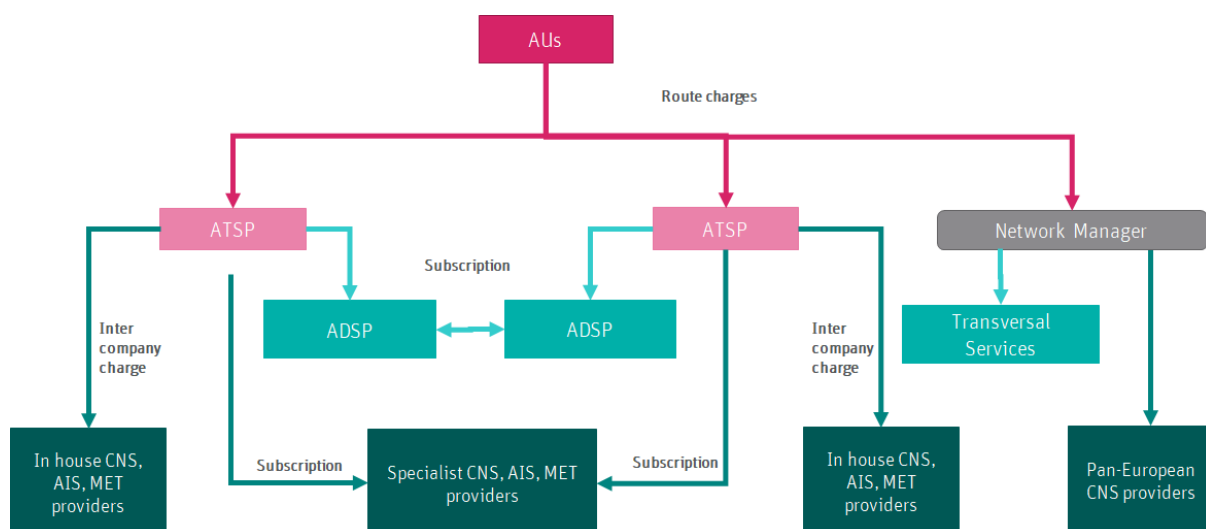 AUs
Route charges
ATSP
ATSP
Network Manager
Subscription
ADSP
ADSP
Transversal
Services
Inter
company
charge
Inter
company
charge
In house CNS,
AIS, MET
providers
Subscription
Specialist CNS, AIS, MET
providers
Subscription
In house CNS,
AIS, MET
providers
Pan-European
CNS providers